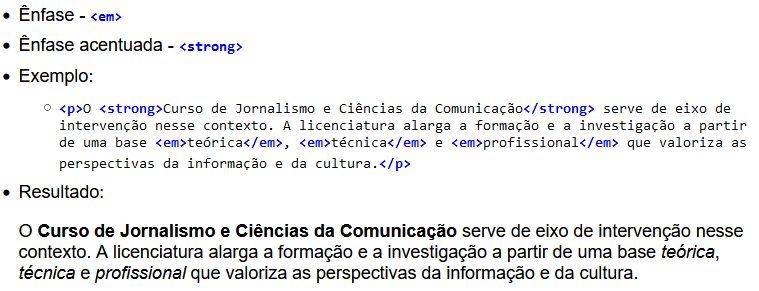 • Ênfase - <em>
• Ênfase acentuada - <strong>
• Exemplo:
○ <p>O <strong>Curso de Jornalismo e Ciências da Comunicação</strong> serve de eixo de
intervenção nesse contexto. A licenciatura alarga a formação e a investigação a partir
de uma base <em>teórica</em>, <em>técnica</em> e <em>profissional</em> que valoriza as
perspectivas da informação e da cultura.</p>
• Resultado:
O Curso de Jornalismo e Ciências da Comunicação serve de eixo de intervenção nesse
contexto. A licenciatura alarga a formação e a investigação a partir de uma base teórica,
técnica e profissional que valoriza as perspectivas da informação e da cultura.